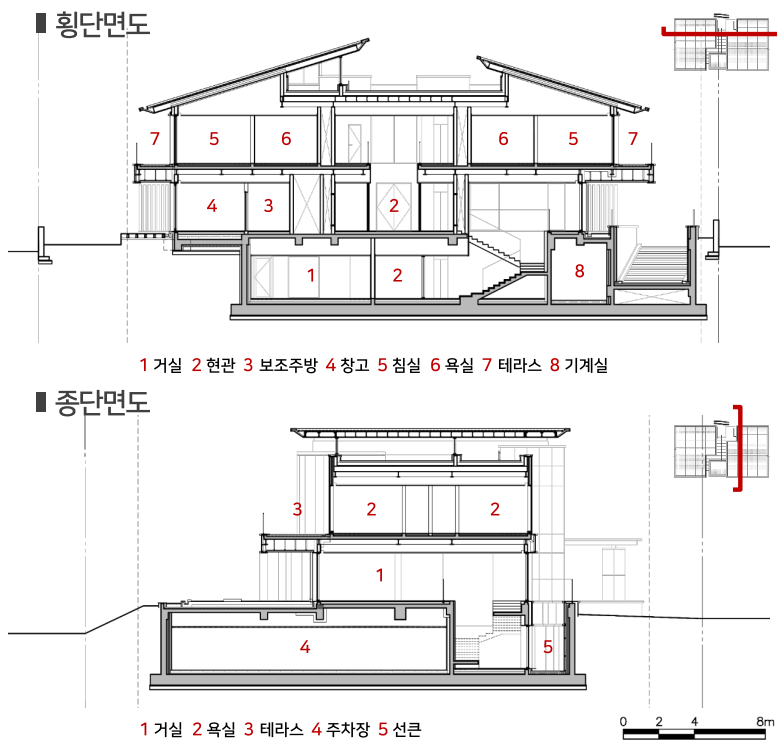 횡단면도
7 5 6 6 5 7
4 3 2
1 2 8
1 거실 2 현관 3 보조주방 4 창고 5 침실 6 욕실 7 테라스 8 기계실
종단면도
3 2 2
1
4 5
1 거실 2 욕실 3 테라스 4 주차장 5 선큰
0 2 4 8m